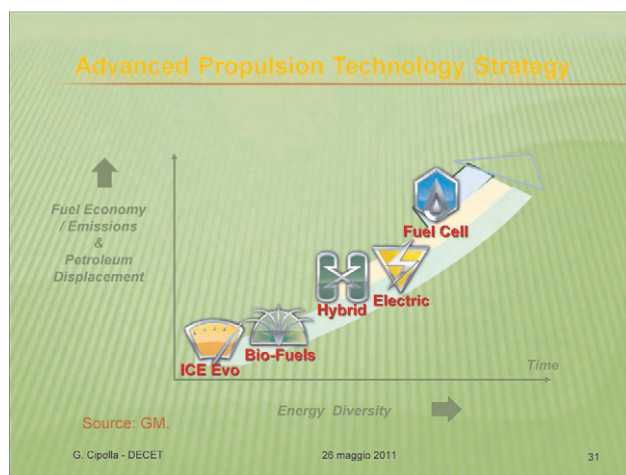 Advanced Propulsion Technology Strategy
Fuel Economy
/ Emissions
&
Petroleum
Displacement
Fuel Cell
Electric
Hybrid
Bio-Fuels
ICE Evo
Time
Energy Diversity
Source: GM.
G. Cipolla - DECET
26 maggio 2011
31